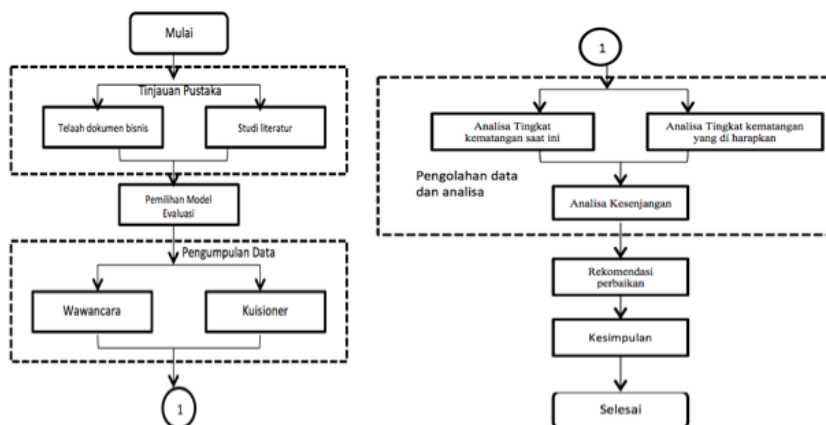 Mulai
Tinjauan Pustaka
Telaah dokumen bisnis
Studi literatur
Pemilihan Model
Evaluasi
Pengumpulan Data
Wawancara
Kuisioner
1
1
Analisa Tingkat
kematangan saat ini
Analisa Tingkat kematangan
yang di harapkan
Pengolahan data
dan analisa
Analisa Kesenjangan
Rekomendasi
perbaikan
Kesimpulan
Selesai